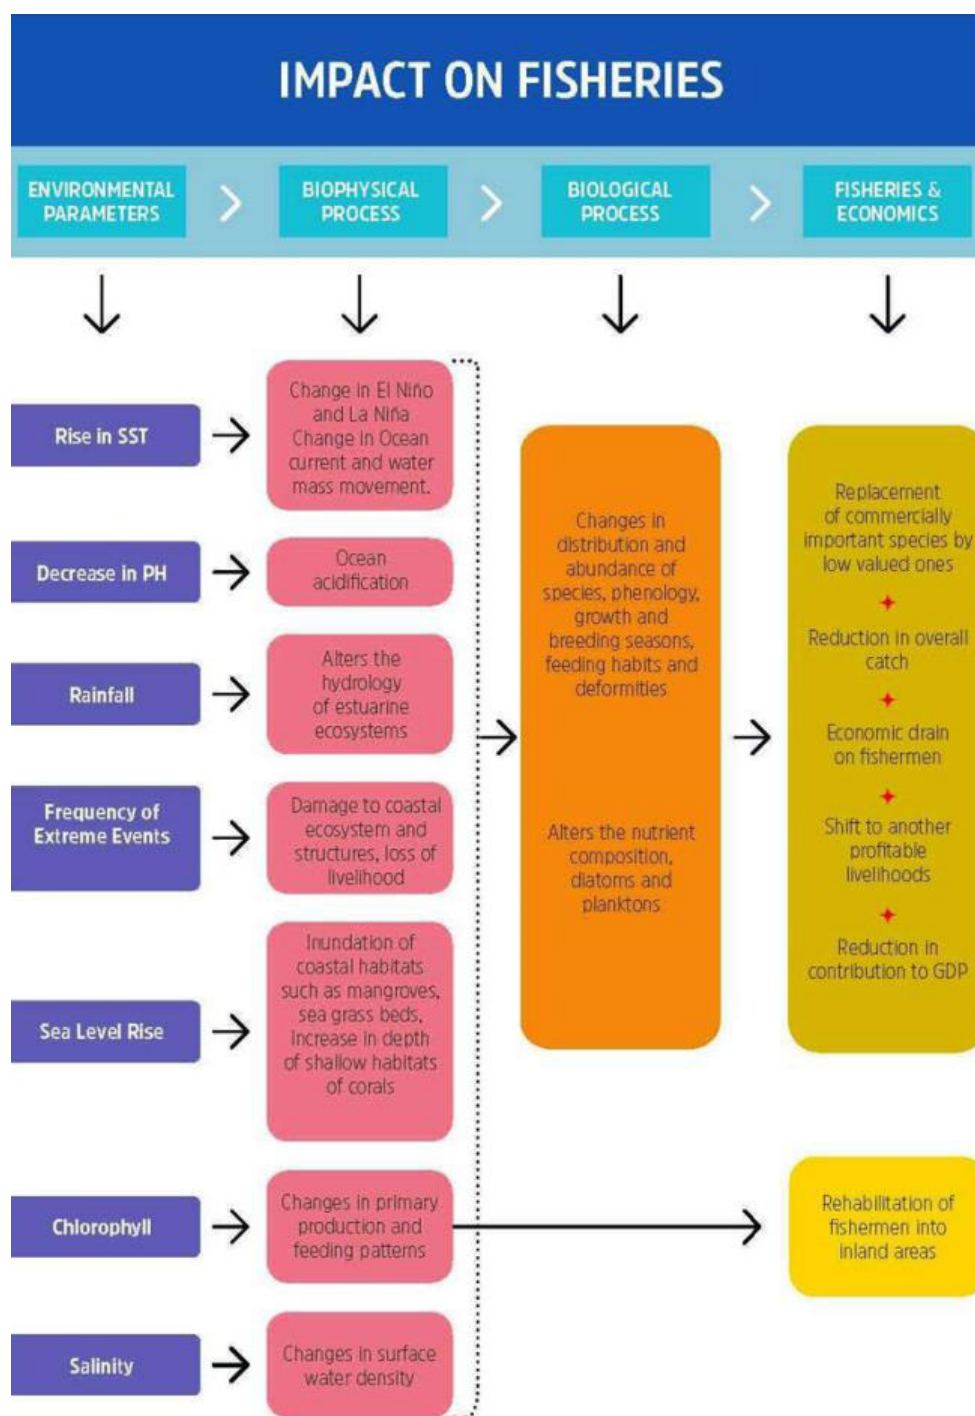 IMPACT ON FISHERIES
ENVIRONMENTAL
PARAMETERS
BIOPHYSICAL
PROCESS
BIOLOGICAL
PROCESS
FISHERIES &
ECONOMICS
Rise in SST
Change in El Niño
and La Niña
Change in Ocean
current and water
mass movement.
Decrease in PH
Ocean
acidification
Rainfall
Alters the
hydrology
of estuarine
ecosystems
Frequency of
Extreme Events
Damage to coastal
ecosystem and
structures, loss of
livelihood
Sea Level Rise
Inundation of
coastal habitats
such as mangroves,
sea grass beds,
increase in depth
of shallow habitats
of corals
Chlorophyll
Changes in primary
production and
feeding patterns
Salinity
Changes in surface
water density
Changes in
distribution and
abundance of
species, phenology,
growth and
breeding seasons,
feeding habits and
deformities
Alters the nutrient
composition,
diatoms and
planktons
Replacement
of commercially
important species by
low valued ones
Reduction in overall
catch
Economic drain
on fishermen
Shift to another
profitable
livelihoods
Reduction in
contribution to GDP
Rehabilitation of
fishermen into
inland areas